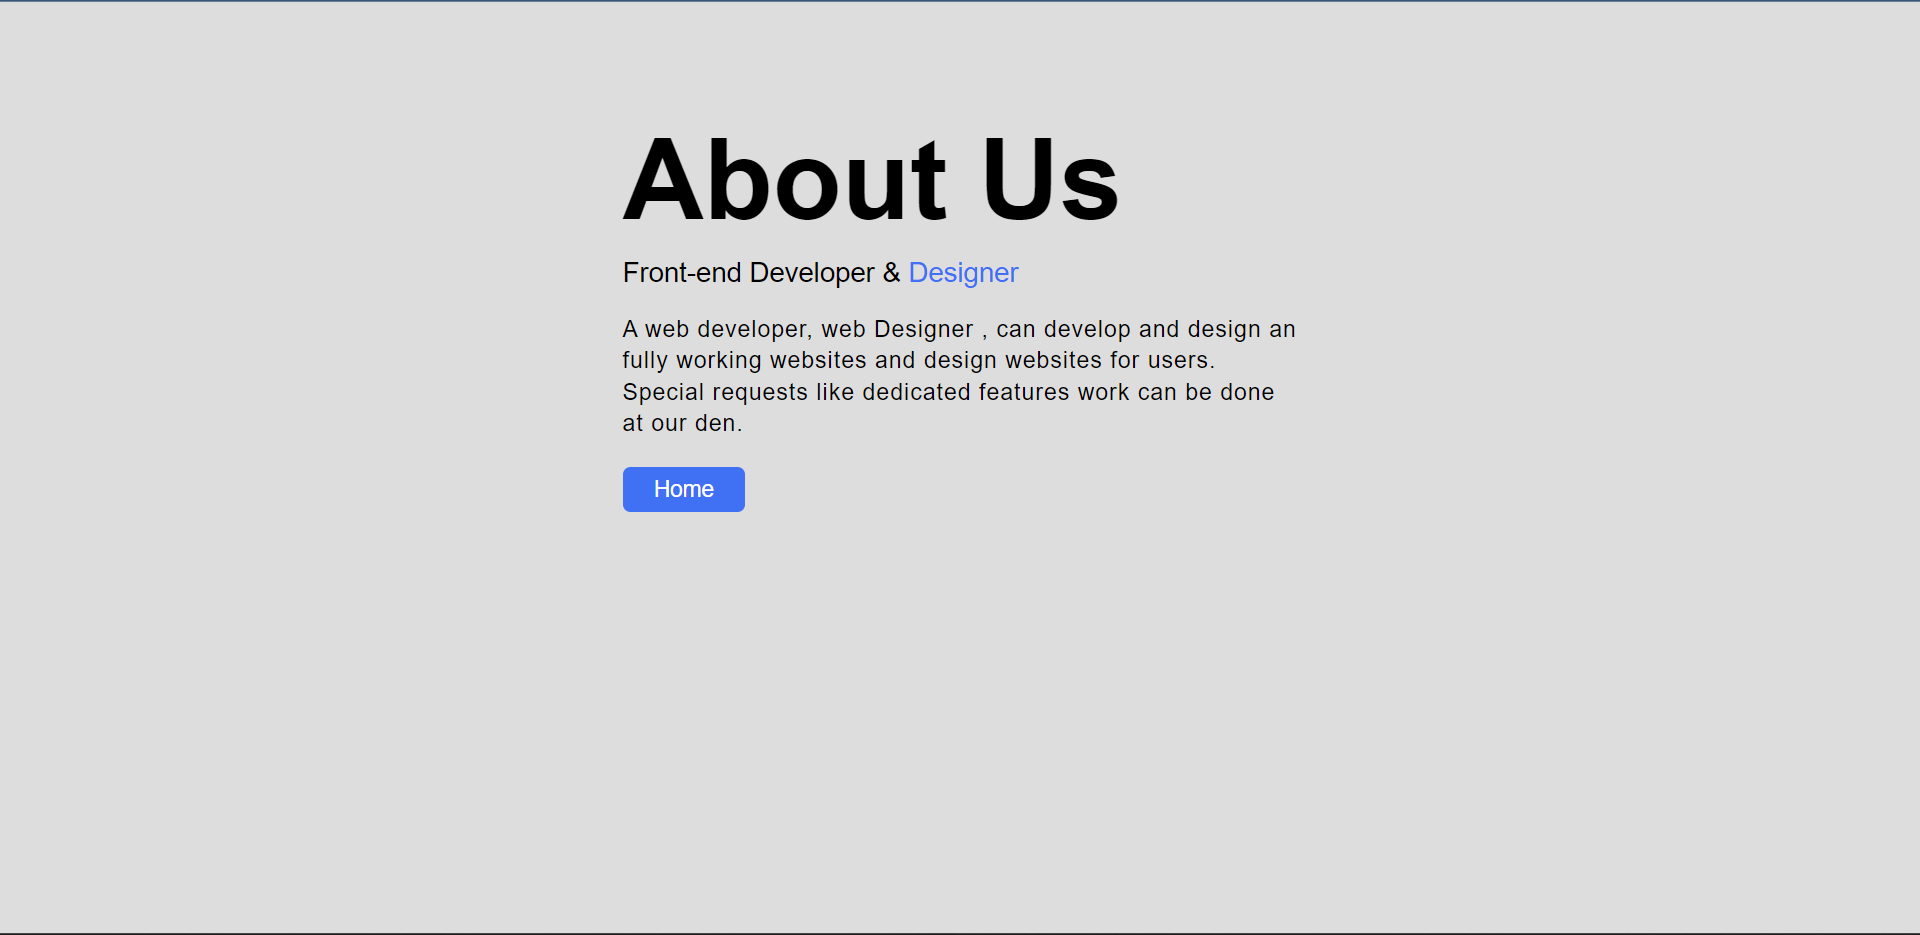 About Us
Front-end Developer & Designer
A web developer, web Designer , can develop and design an
fully working websites and design websites for users.
Special requests like dedicated features work can be done
at our den.
Home